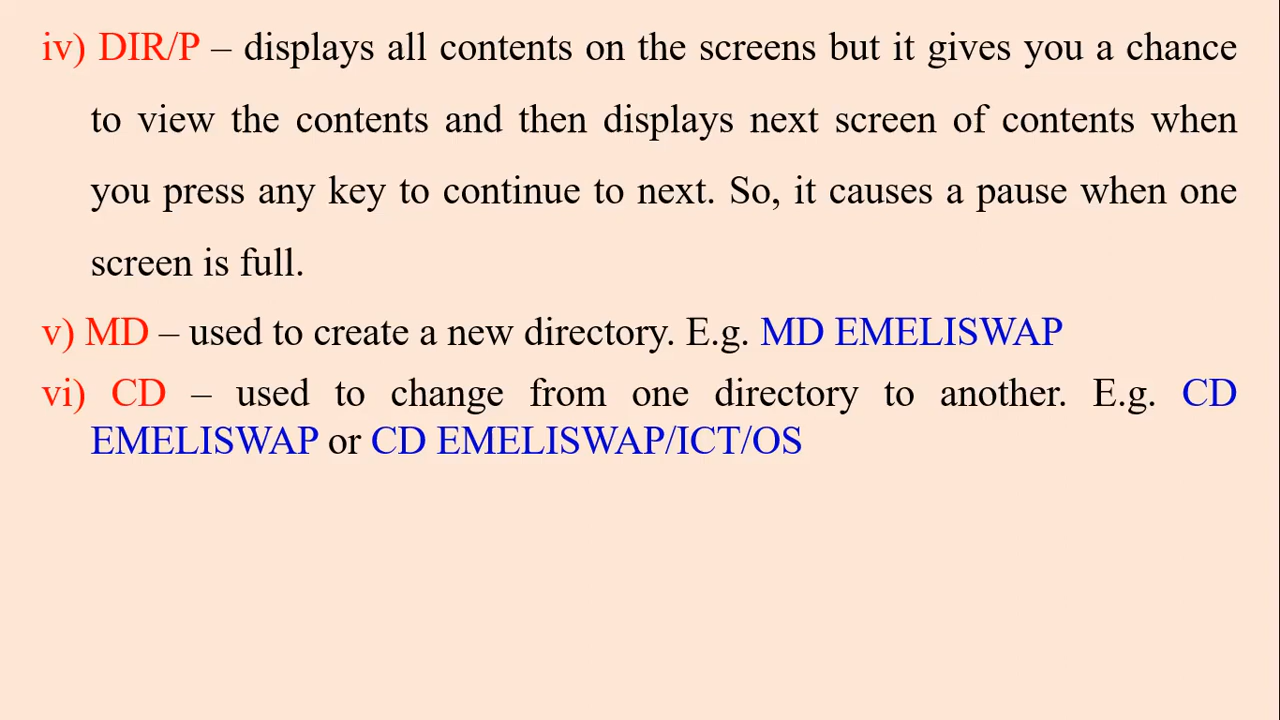 iv) DIR/P – displays all contents on the screens but it gives you a chance
to view the contents and then displays next screen of contents when
you press any key to continue to next. So, it causes a pause when one
screen is full.
v) MD – used to create a new directory. E.g. MD EMELISWAP
vi) CD – used to change from one directory to another. E.g. CD
EMELISWAP or CD EMELISWAP/ICT/OS